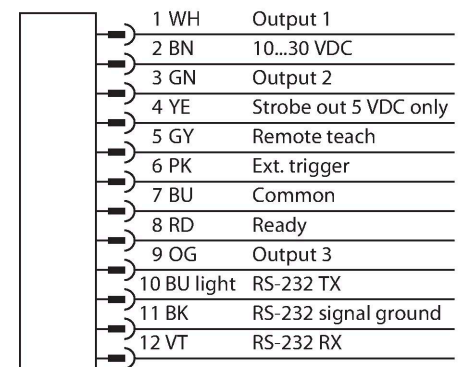 1 WH Output 1
2 BN 10...30 VDC
3 GN Output 2
4 YE Strobe out 5 VDC only
5 GY Remote teach
6 PK Ext. trigger
7 BU Common
8 RD Ready
9 OG Output 3
10 BU light RS-232 TX
11 BK RS-232 signal ground
12 VT RS-232 RX